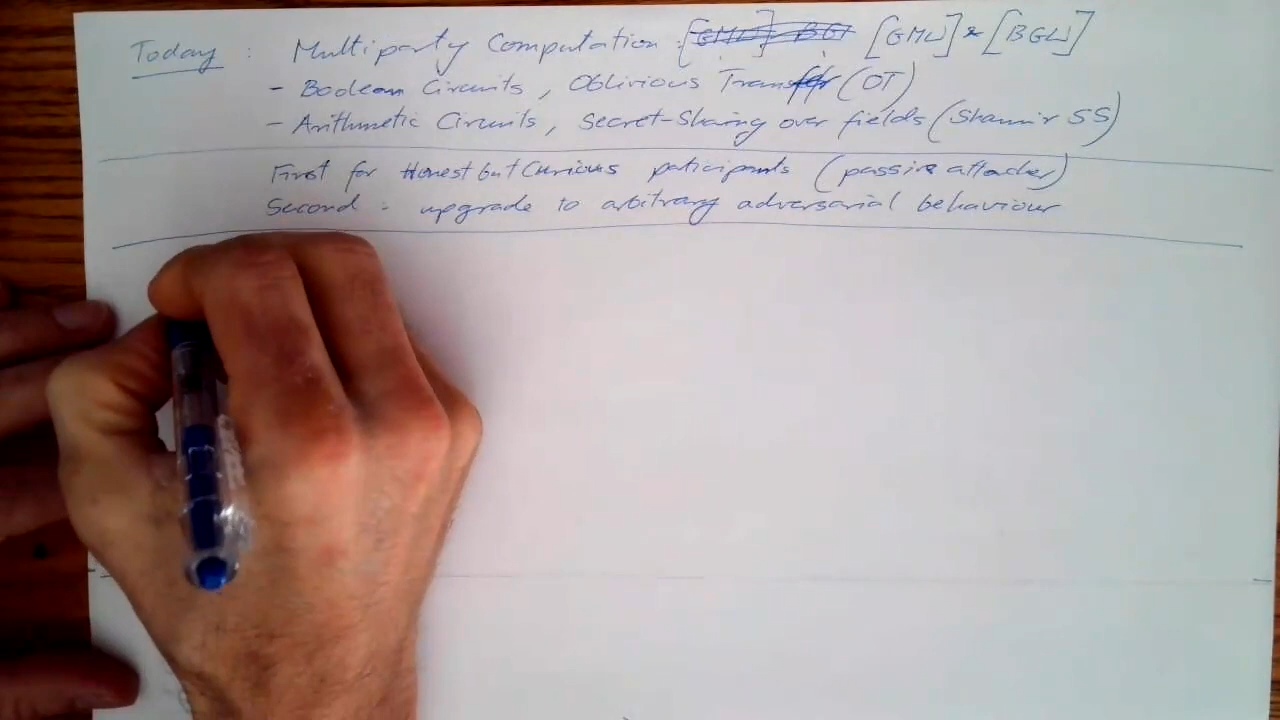 Today : Multiparty Computation : [GMW] & [BGW]
- Boolean Circuits, Oblivious Transfer (OT)
- Arithmetic Circuits, Secret-Sharing over fields (Shamir SS)
First for Honest but Curious participants (passive attacker)
Second : upgrade to arbitrary adversarial behaviour